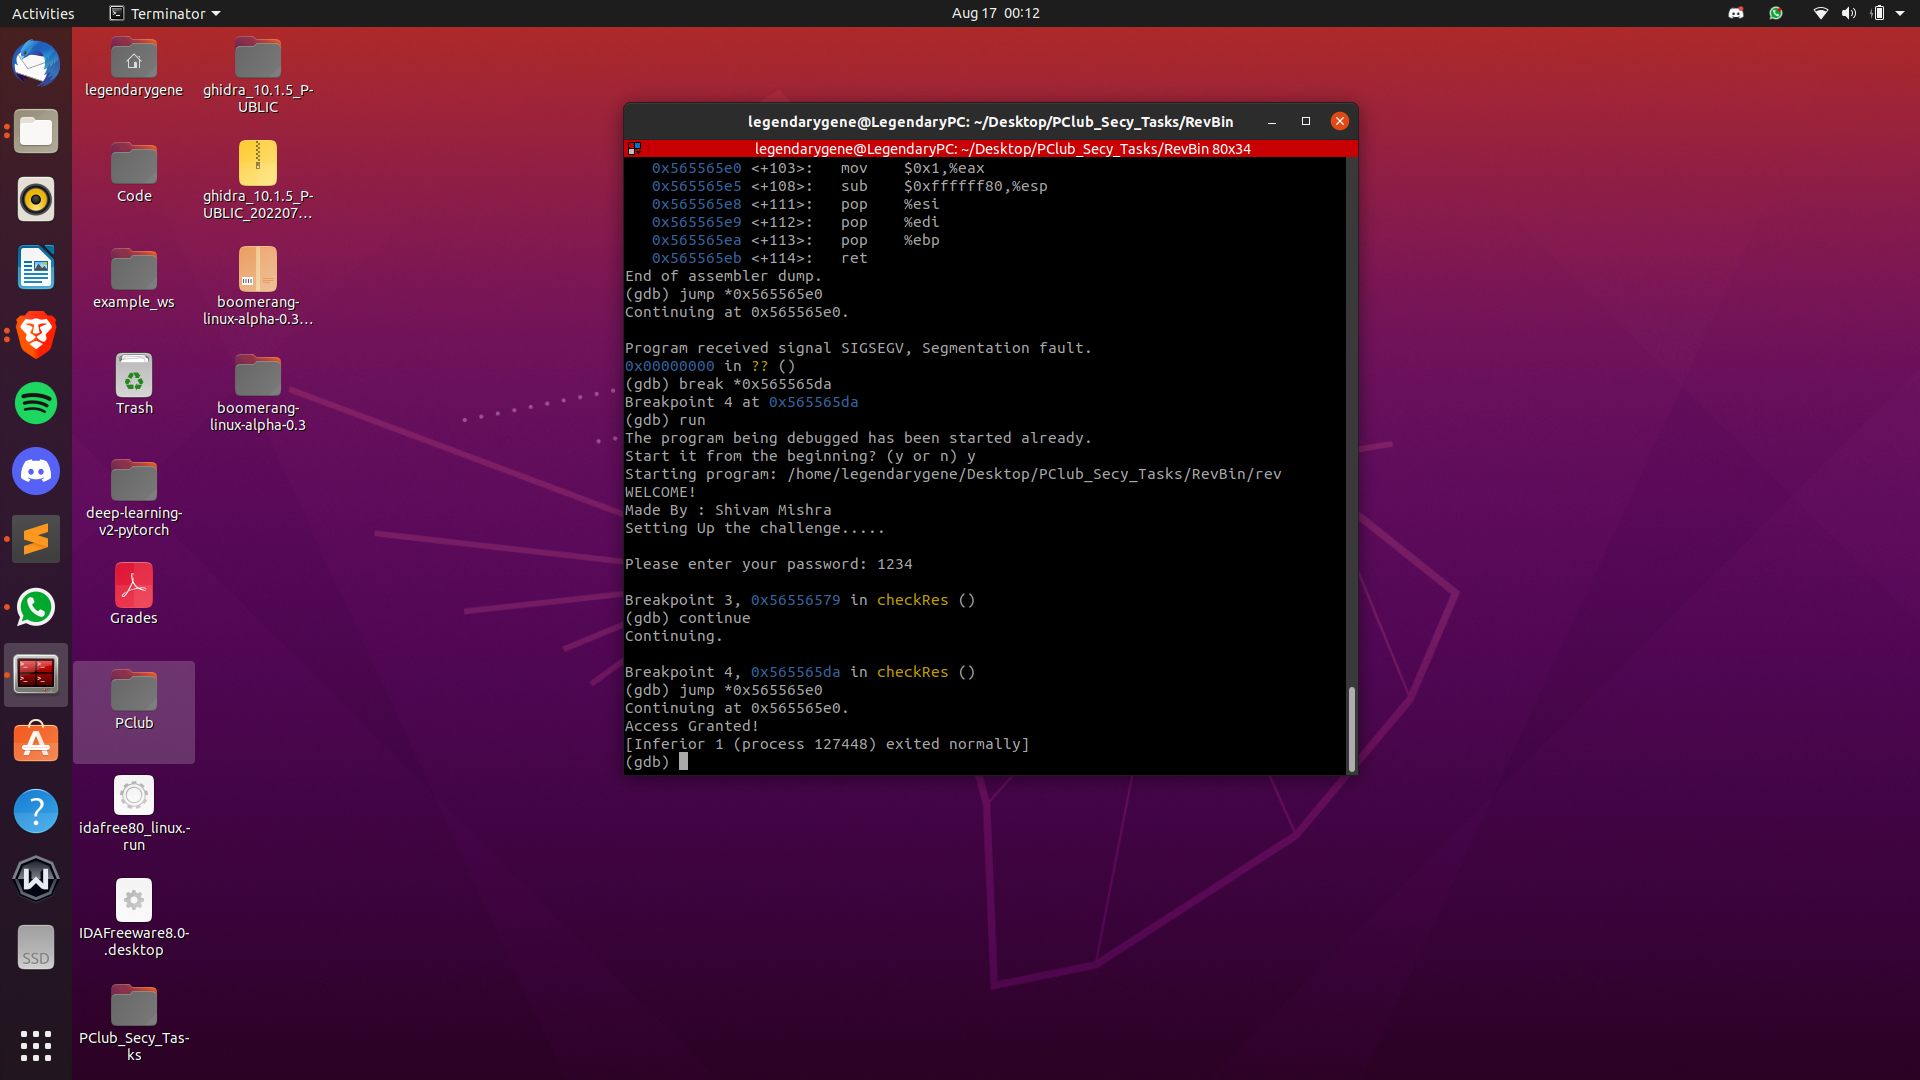 Activities
Terminator
Aug 17 00:12
legendarygene
ghidra_10.1.5_P-
UBLIC
Code
ghidra_10.1.5_P-
UBLIC_202207...
example_ws
boomerang-
linux-alpha-0.3...
Trash
boomerang-
linux-alpha-0.3
deep-learning-
v2-pytorch
Grades
PClub
idafree80_linux.-
run
IDAFreeware8.0-
.desktop
PClub_Secy_Tas-
ks
SSD
legendarygene@LegendaryPC: ~/Desktop/PClub_Secy_Tasks/RevBin
legendarygene@LegendaryPC: ~/Desktop/PClub_Secy_Tasks/RevBin 80x34
0x565565e0 <+103>: mov $0x1,%eax
0x565565e5 <+108>: sub $0xffffff80,%esp
0x565565e8 <+111>: pop %esi
0x565565e9 <+112>: pop %edi
0x565565ea <+113>: pop %ebp
0x565565eb <+114>: ret
End of assembler dump.
(gdb) jump *0x565565e0
Continuing at 0x565565e0.
Program received signal SIGSEGV, Segmentation fault.
0x00000000 in ?? ()
(gdb) break *0x565565da
Breakpoint 4 at 0x565565da
(gdb) run
The program being debugged has been started already.
Start it from the beginning? (y or n) y
Starting program: /home/legendarygene/Desktop/PClub_Secy_Tasks/RevBin/rev
WELCOME!
Made By : Shivam Mishra
Setting Up the challenge.....
Please enter your password: 1234
Breakpoint 3, 0x56556579 in checkRes ()
(gdb) continue
Continuing.
Breakpoint 4, 0x565565da in checkRes ()
(gdb) jump *0x565565e0
Continuing at 0x565565e0.
Access Granted!
[Inferior 1 (process 127448) exited normally]
(gdb)